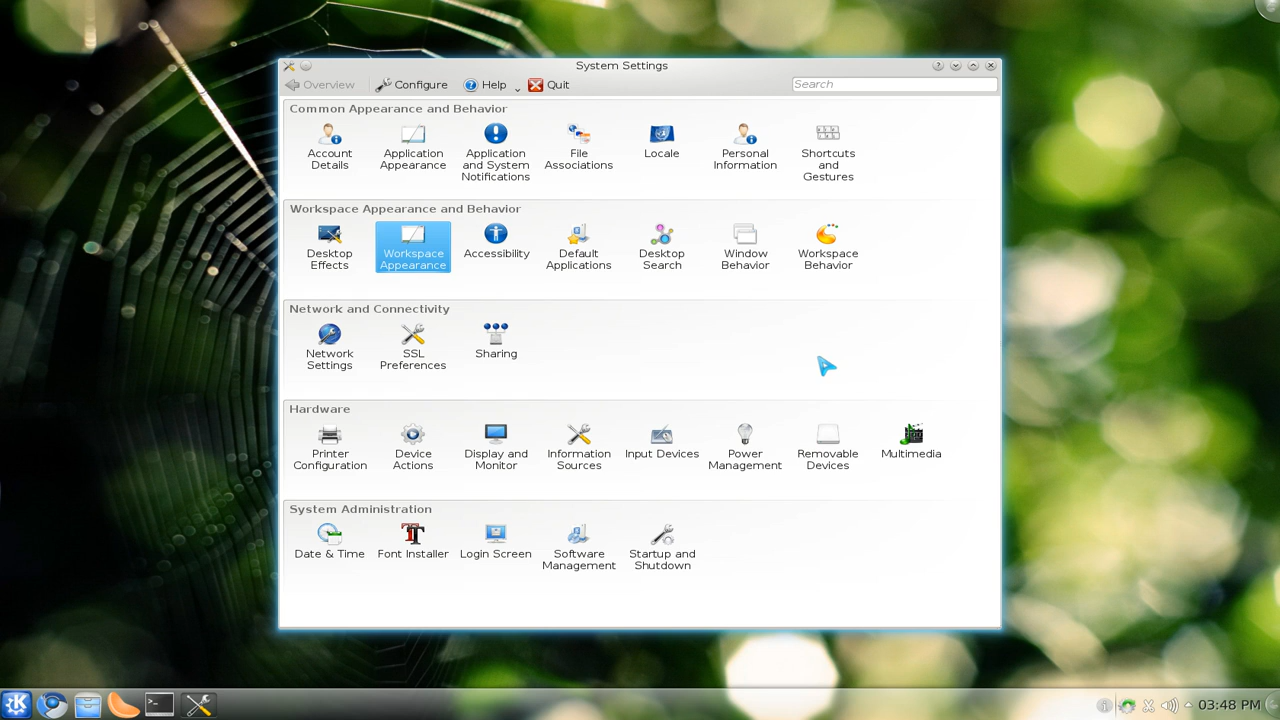 System Settings
Overview Configure Help Quit Search
Common Appearance and Behavior
Account Details
Application Appearance
Application and System Notifications
File Associations
Locale
Personal Information
Shortcuts and Gestures
Workspace Appearance and Behavior
Desktop Effects
Workspace Appearance
Accessibility
Default Applications
Desktop Search
Window Behavior
Workspace Behavior
Network and Connectivity
Network Settings
SSL Preferences
Sharing
Hardware
Printer Configuration
Device Actions
Display and Monitor
Information Sources
Input Devices
Power Management
Removable Devices
Multimedia
System Administration
Date & Time
Font Installer
Login Screen
Software Management
Startup and Shutdown
03:48 PM